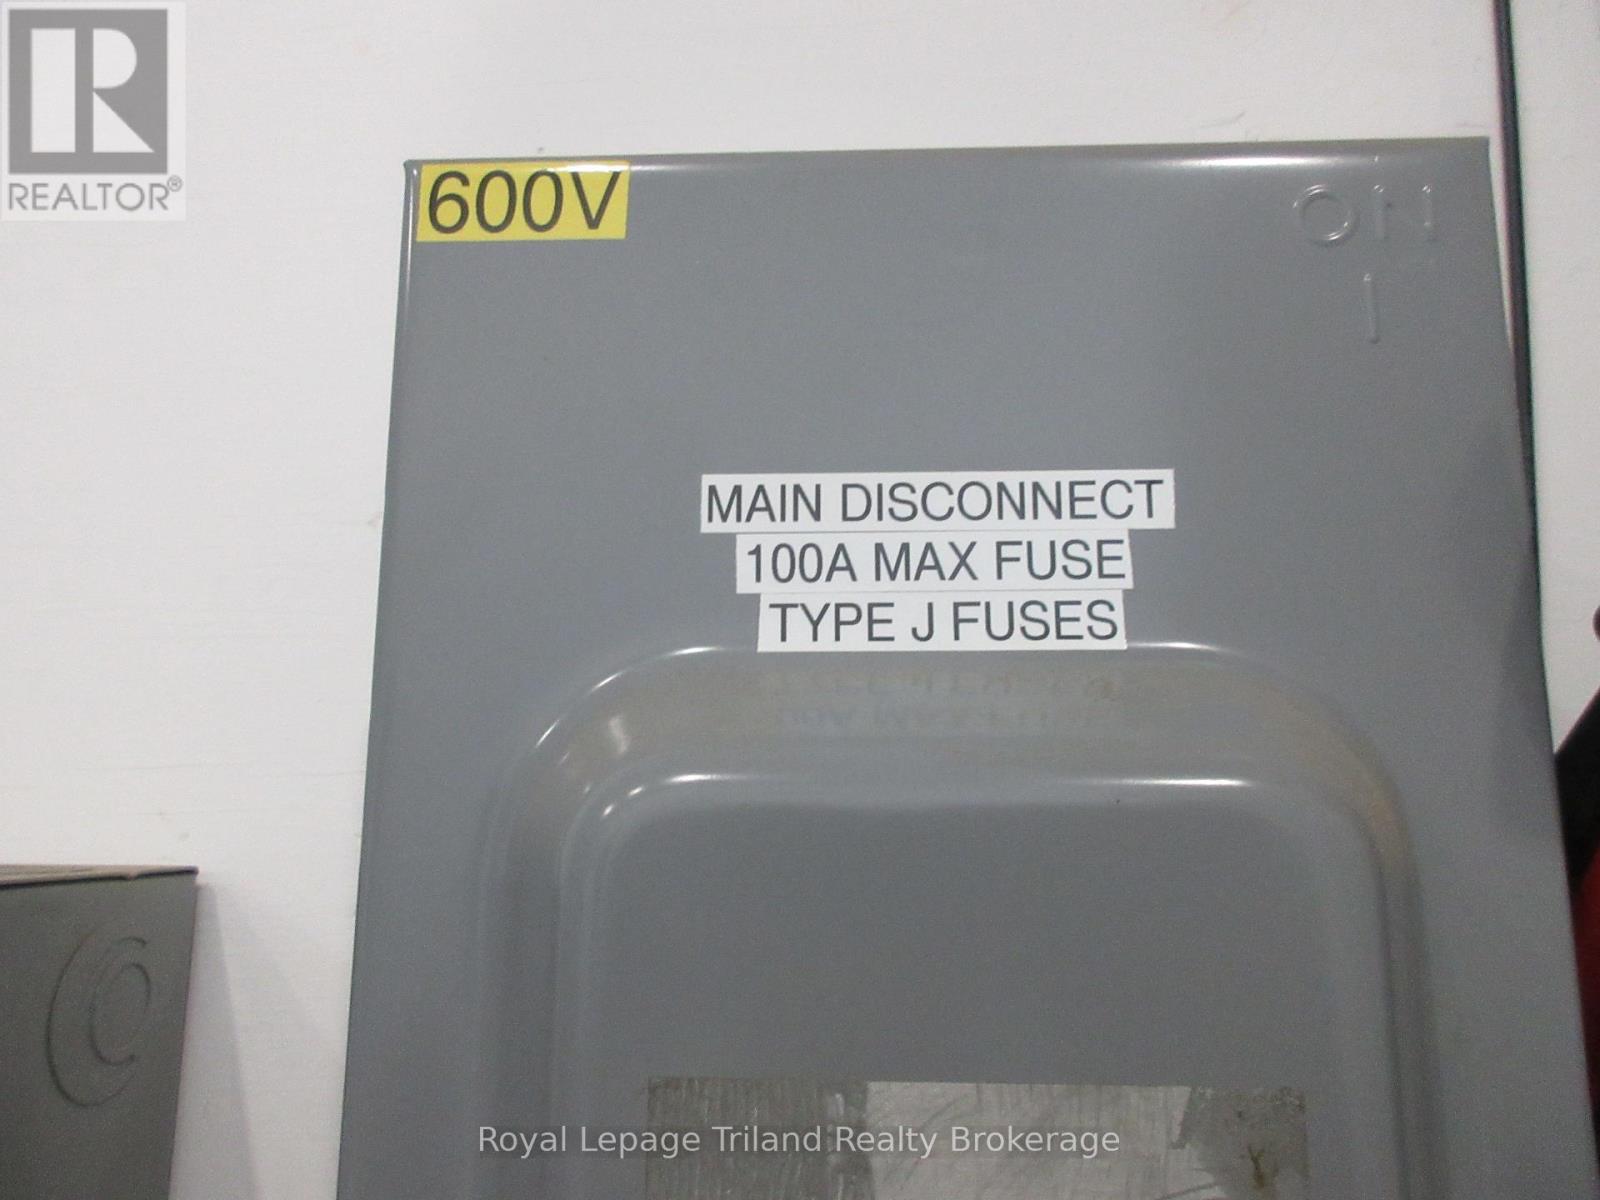 REALTOR®
600V
ON
I
MAIN DISCONNECT
100A MAX FUSE
TYPE J FUSES
Royal Lepage Triland Realty Brokerage